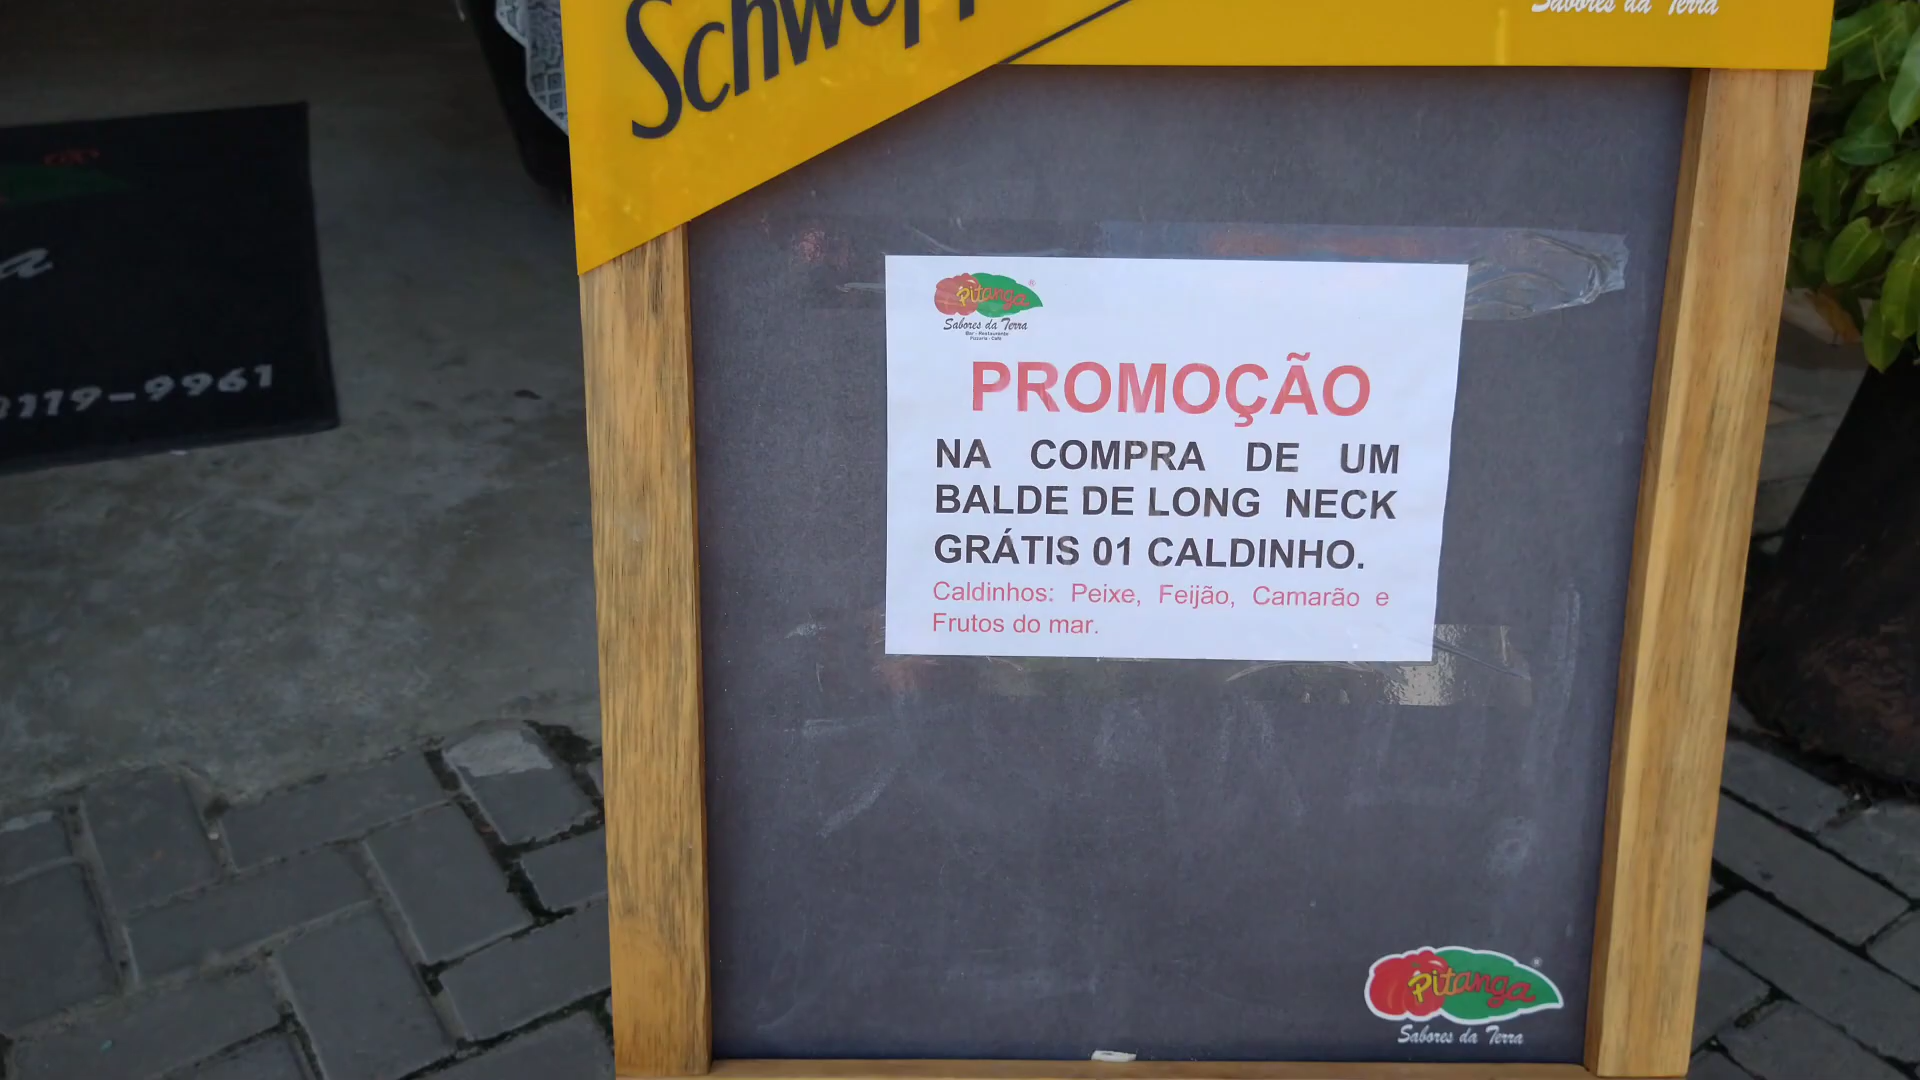 Sabores da Terra
Pitanga
Sabores da Terra
Bar - Restaurante
Pizzaria - Café
PROMOÇÃO
NA COMPRA DE UM
BALDE DE LONG NECK
GRÁTIS 01 CALDINHO.
Caldinhos: Peixe, Feijão, Camarão e
Frutos do mar.
119-9961
Pitanga
Sabores da Terra